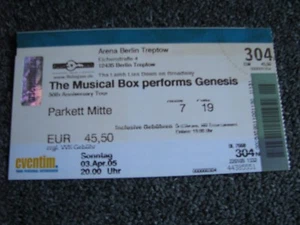 Arena Berlin Treptow
Eichenstraße 4
12435 Berlin Treptow
The Lamb Lies Down on Broadway
The Musical Box performs Genesis
30th Anniversary Tour
Parkett Mitte
7 19
EUR 45,50
Inclusive Gebühren
Sonntag
03.Apr.05
20.00 Uhr
eventim.
304
304